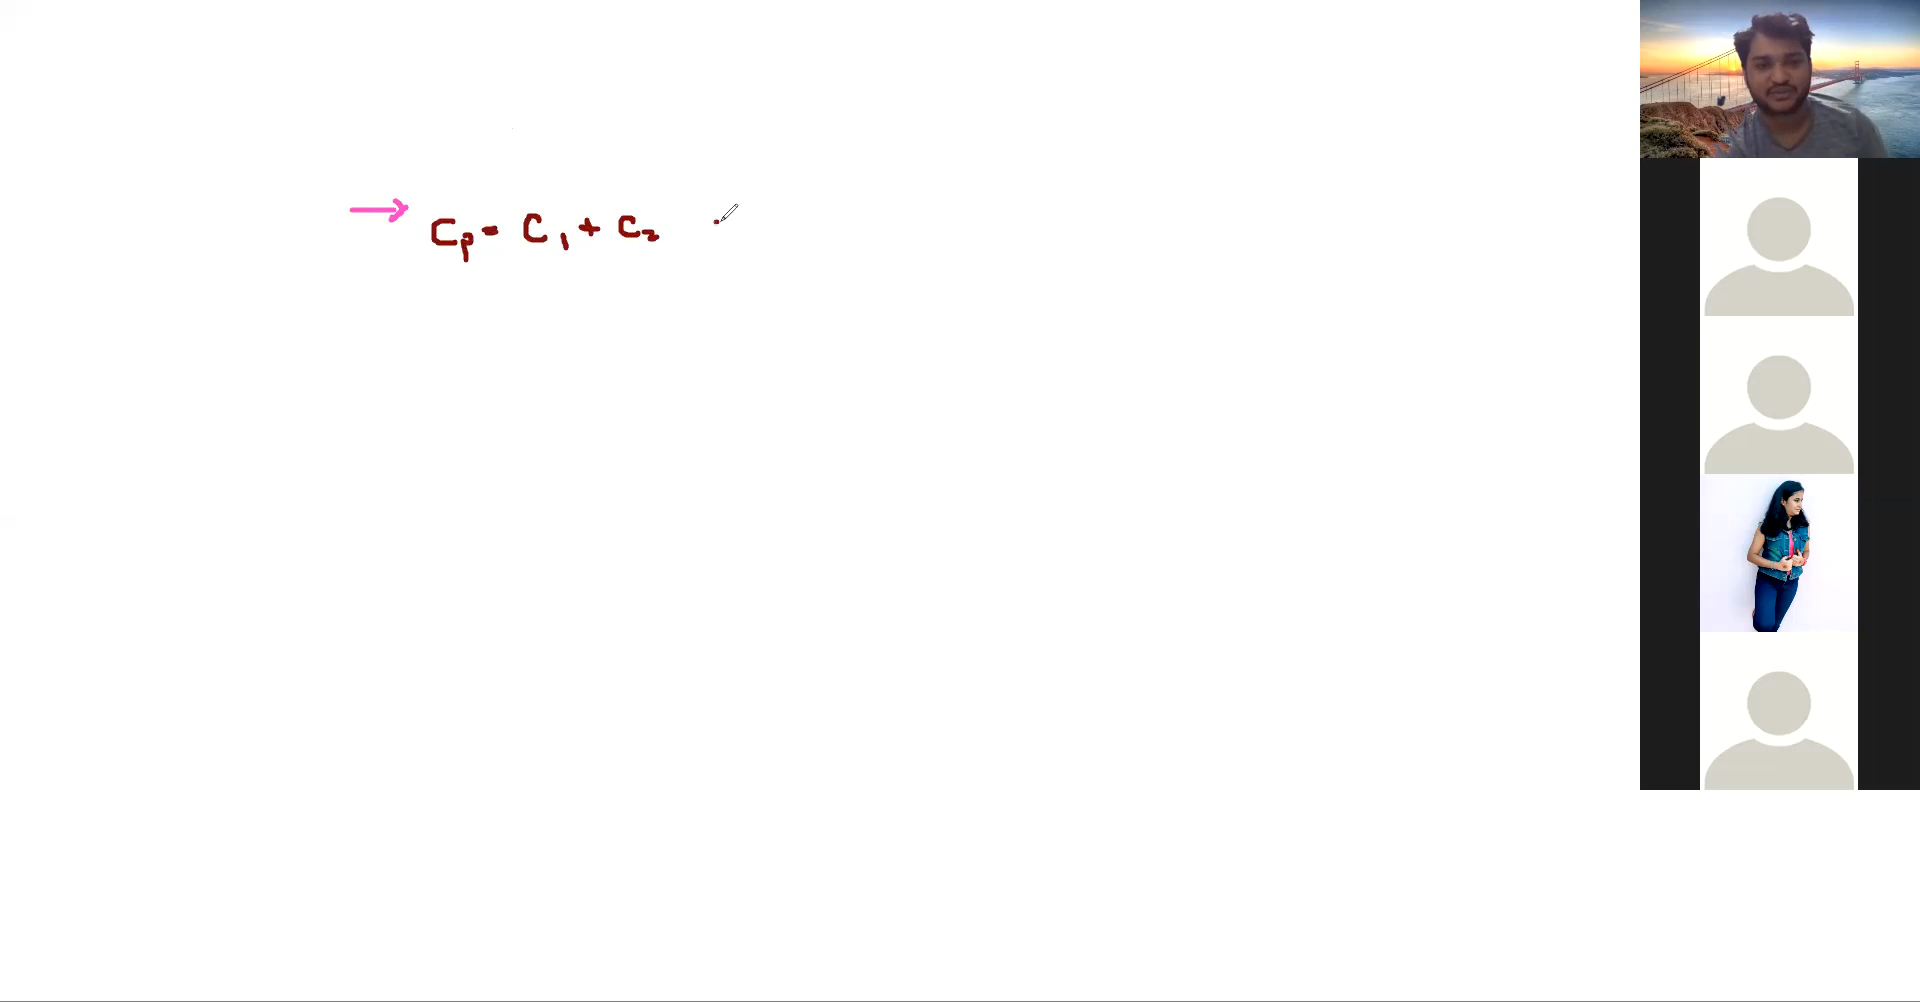 → Cp = C1 + C2